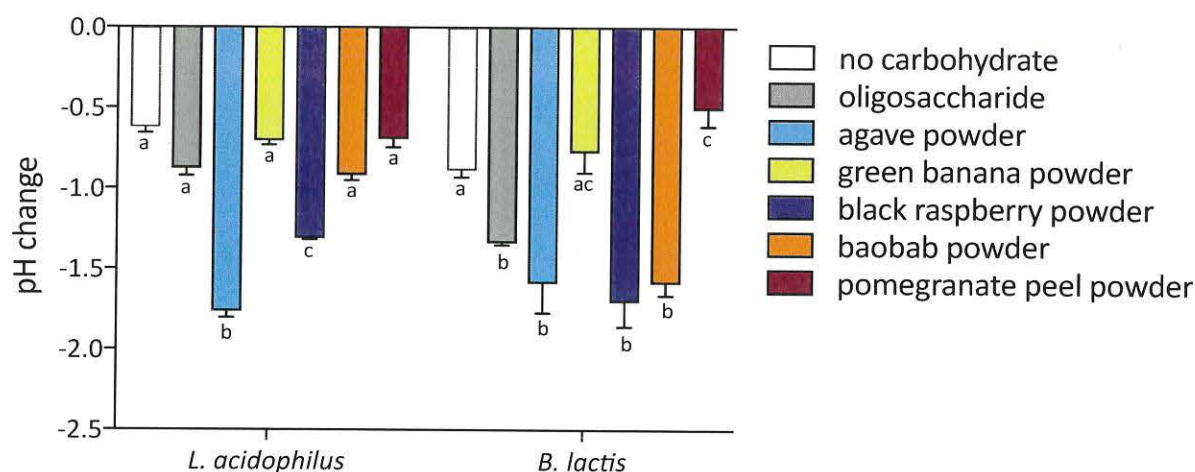 0.0
-0.5
-1.0
-1.5
-2.0
-2.5
pH change
a
a
b
a
c
a
a
a
b
b
ac
b
b
c
L. acidophilus
B. lactis
no carbohydrate
oligosaccharide
agave powder
green banana powder
black raspberry powder
baobab powder
pomegranate peel powder